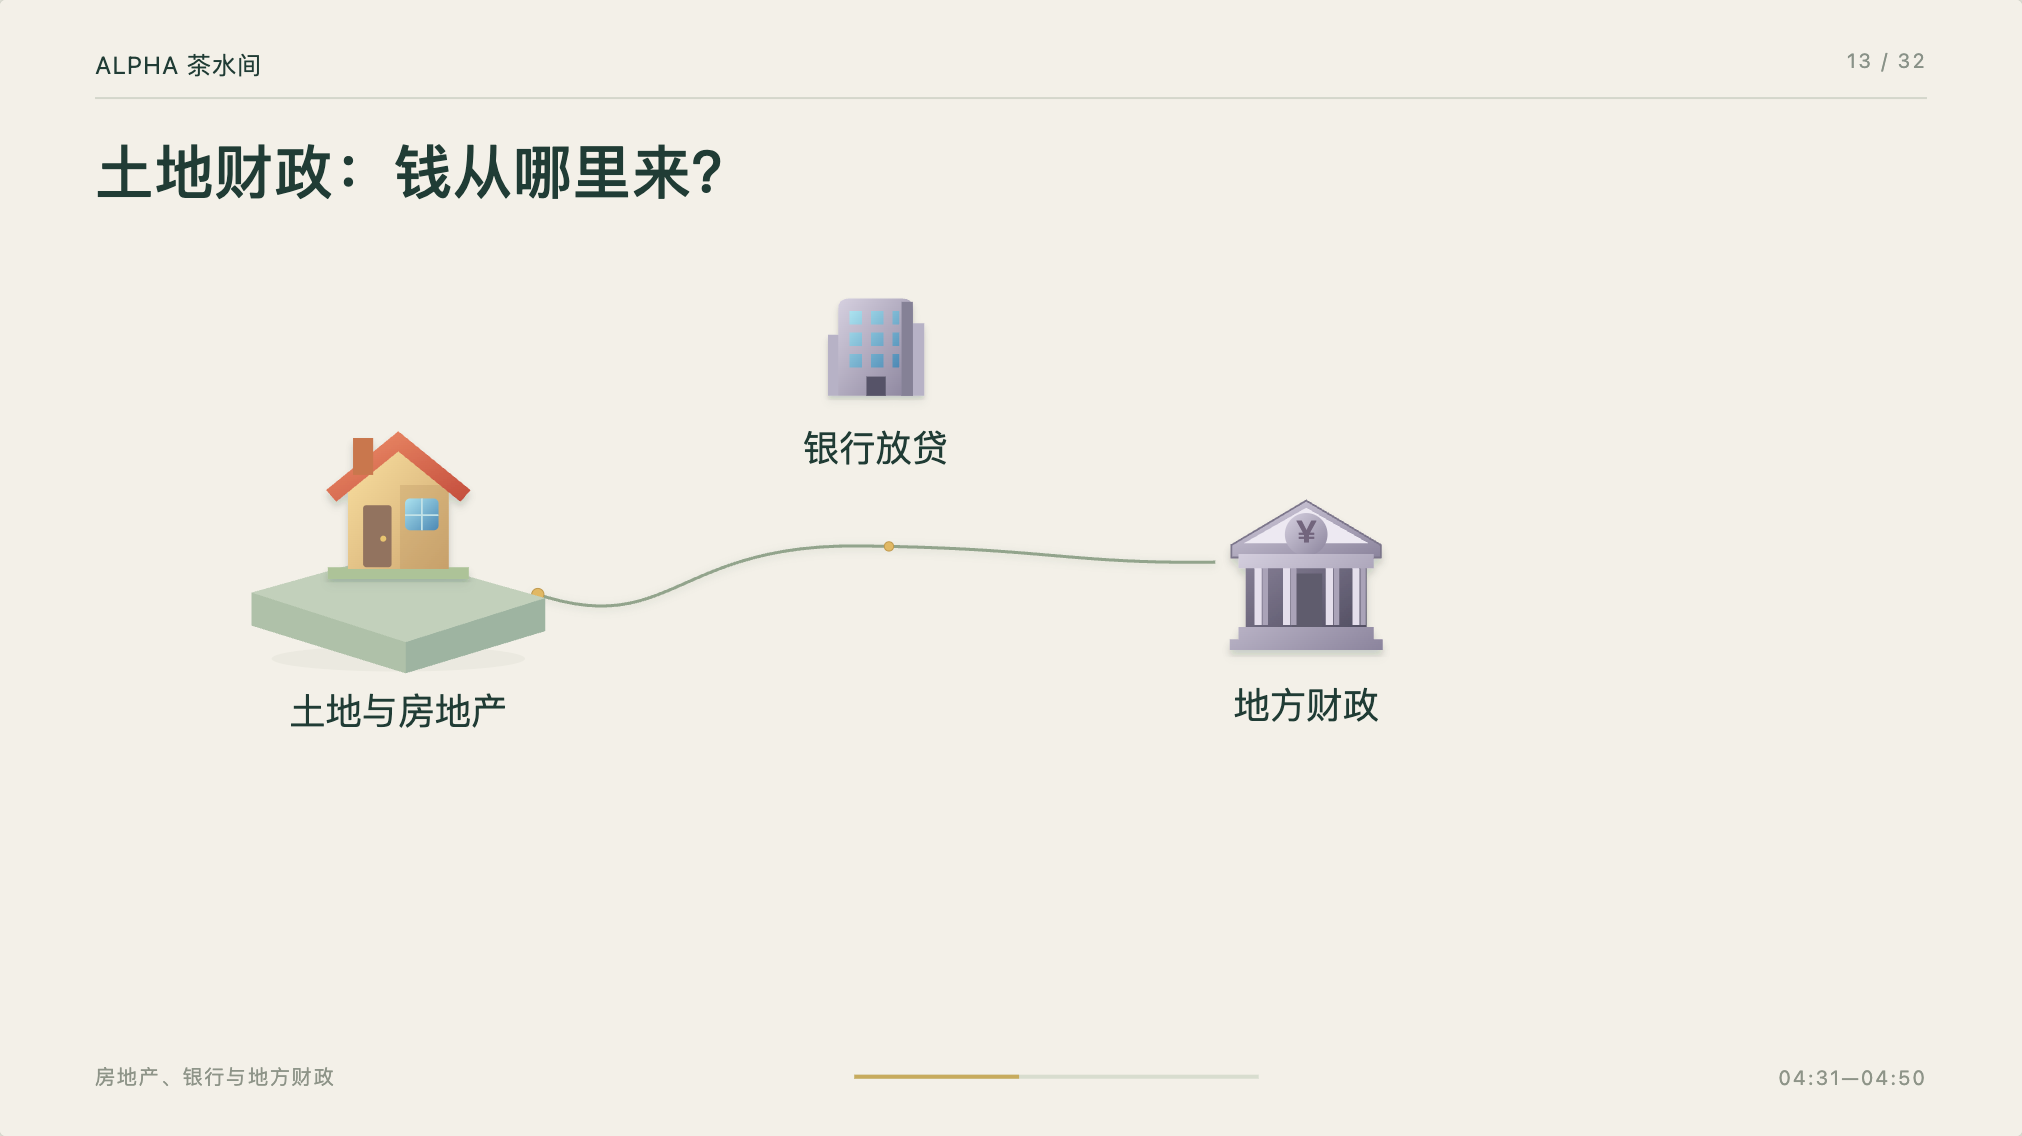 ALPHA 茶水间
13 / 32
土地财政：钱从哪里来？
银行放贷
¥
土地与房地产
地方财政
房地产、银行与地方财政
04:31—04:50